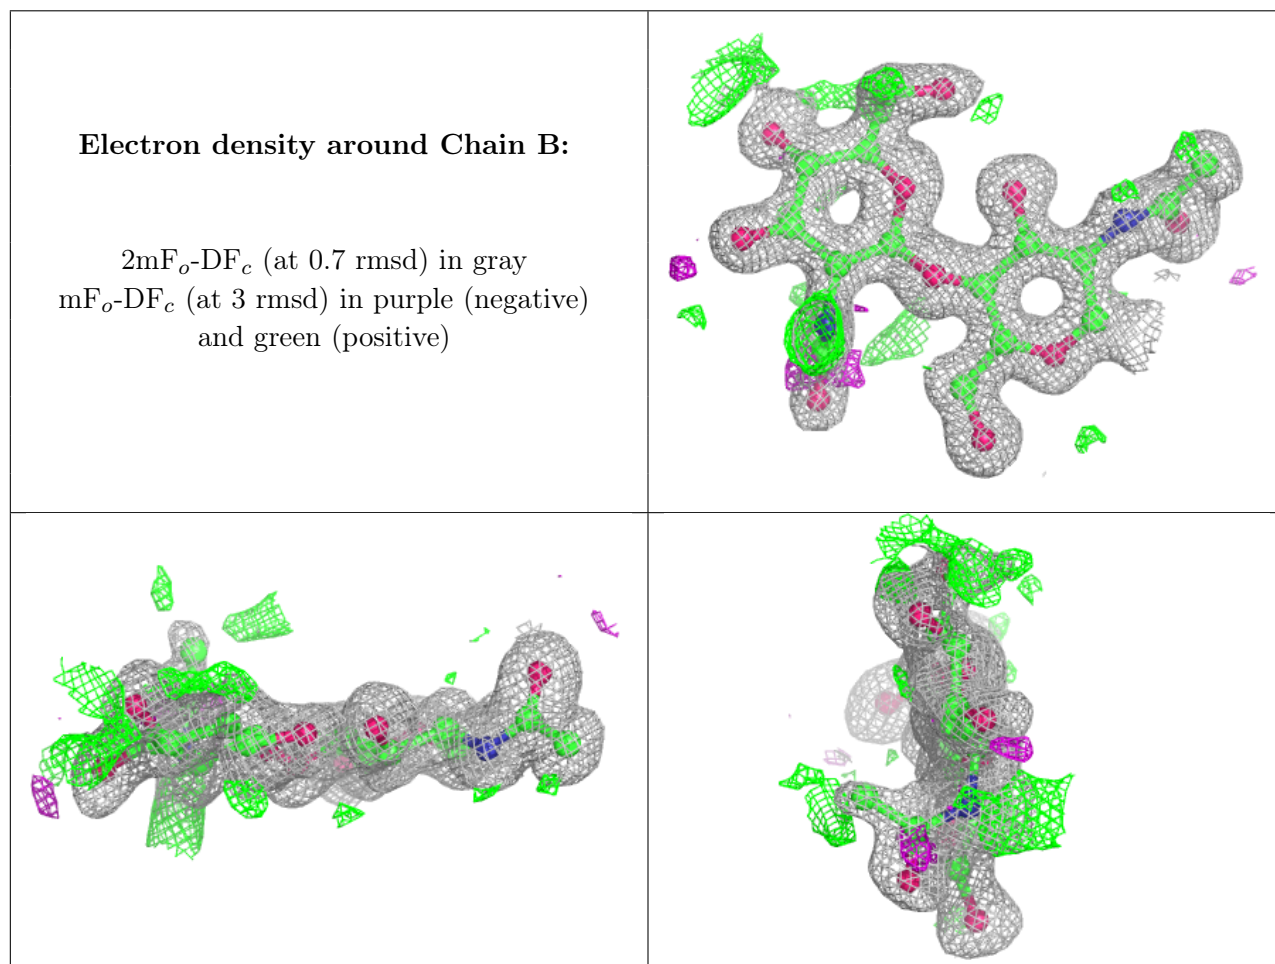 Electron density around Chain B:
2mFo-DFc (at 0.7 rmsd) in gray
mFo-DFc (at 3 rmsd) in purple (negative)
and green (positive)